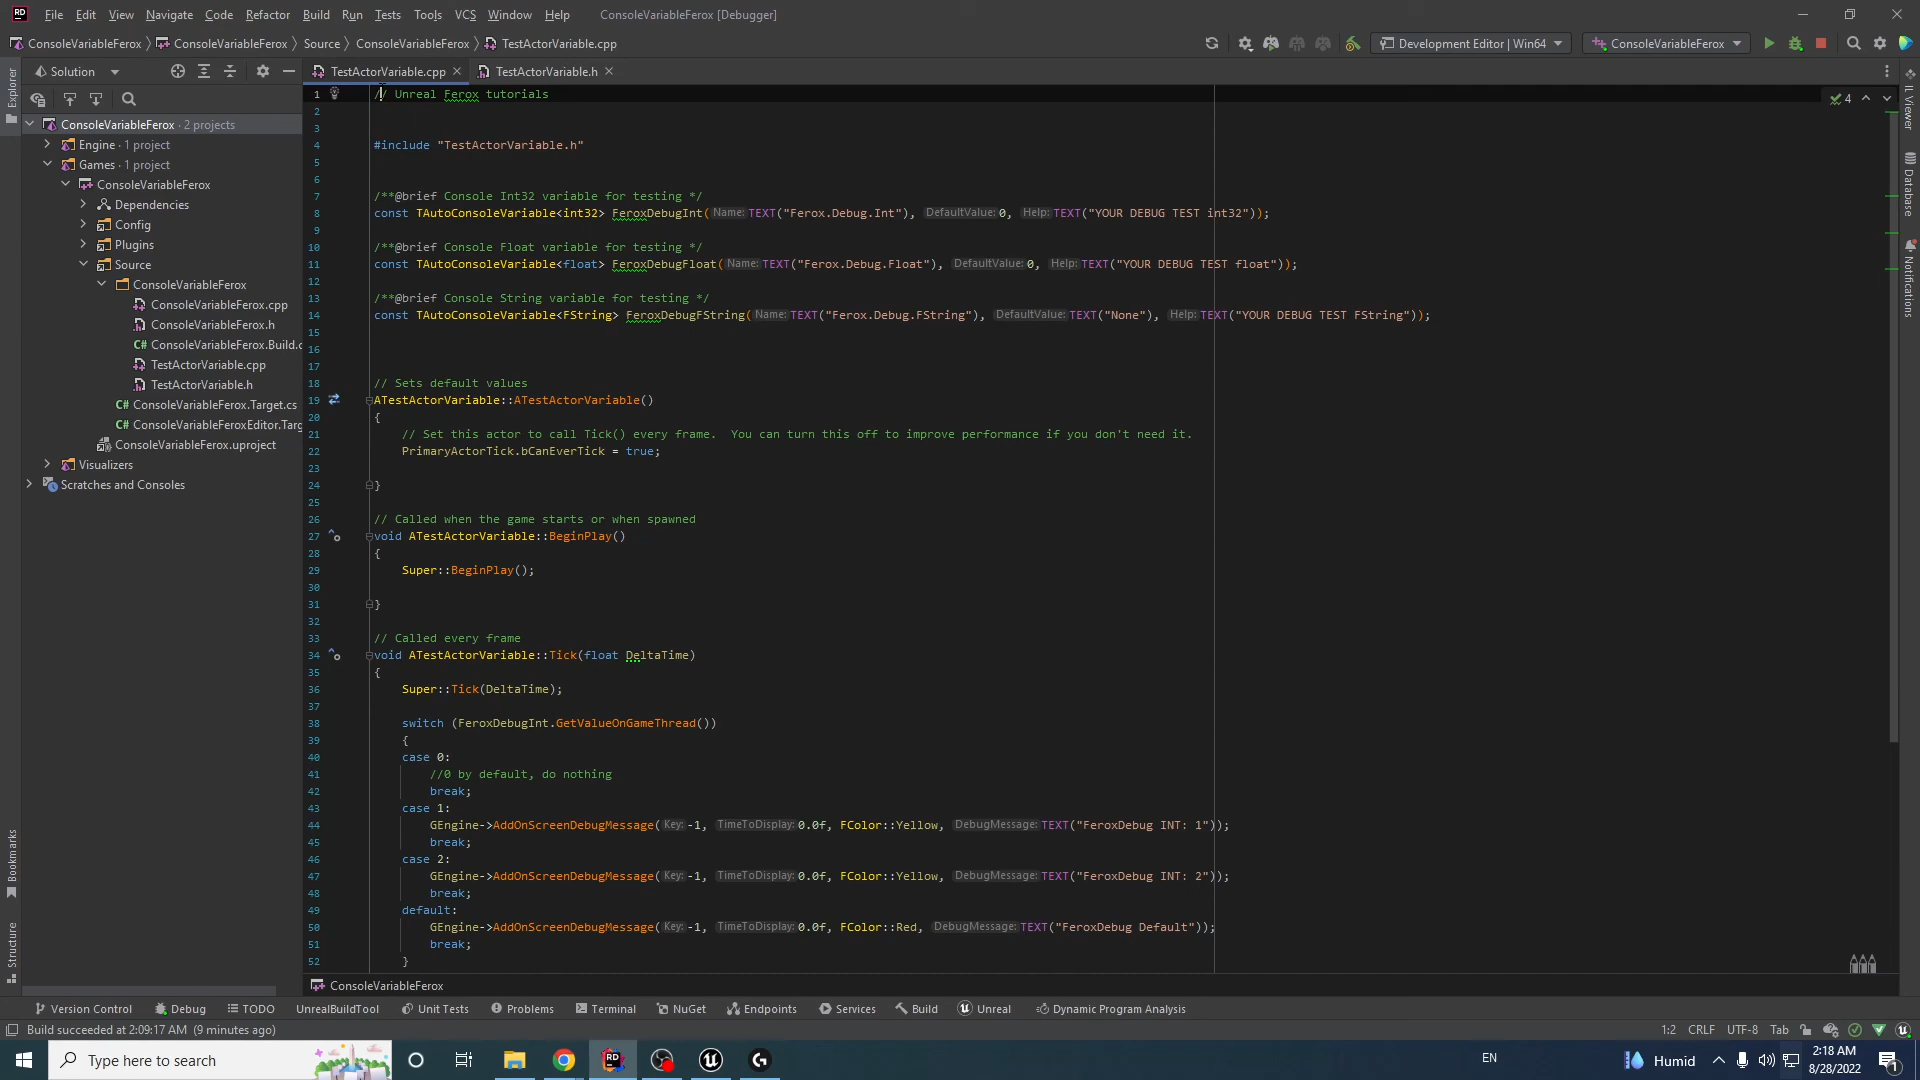 RD File Edit View Navigate Code Refactor Build Run Tests Tools VCS Window Help ConsoleVariableFerox [Debugger]
ConsoleVariableFerox ConsoleVariableFerox Source ConsoleVariableFerox TestActorVariable.cpp Development Editor | Win64 ConsoleVariableFerox
Explorer
Solution
TestActorVariable.cpp TestActorVariable.h
ConsoleVariableFerox · 2 projects
Engine · 1 project
Games · 1 project
ConsoleVariableFerox
Dependencies
Config
Plugins
Source
ConsoleVariableFerox
ConsoleVariableFerox.cpp
ConsoleVariableFerox.h
C# ConsoleVariableFerox.Build.c
TestActorVariable.cpp
TestActorVariable.h
C# ConsoleVariableFerox.Target.cs
C# ConsoleVariableFeroxEditor.Targ
ConsoleVariableFerox.uproject
Visualizers
Scratches and Consoles
Bookmarks
Structure
1 // Unreal Ferox tutorials
2
3
4 #include "TestActorVariable.h"
5
6
7 /**@brief Console Int32 variable for testing */
8 const TAutoConsoleVariable<int32> FeroxDebugInt( Name: TEXT("Ferox.Debug.Int"), DefaultValue: 0, Help: TEXT("YOUR DEBUG TEST int32"));
9
10 /**@brief Console Float variable for testing */
11 const TAutoConsoleVariable<float> FeroxDebugFloat( Name: TEXT("Ferox.Debug.Float"), DefaultValue: 0, Help: TEXT("YOUR DEBUG TEST float"));
12
13 /**@brief Console String variable for testing */
14 const TAutoConsoleVariable<FString> FeroxDebugFString( Name: TEXT("Ferox.Debug.FString"), DefaultValue: TEXT("None"), Help: TEXT("YOUR DEBUG TEST FString"));
15
16
17
18 // Sets default values
19 ATestActorVariable::ATestActorVariable()
20 {
21 // Set this actor to call Tick() every frame.  You can turn this off to improve performance if you don't need it.
22 PrimaryActorTick.bCanEverTick = true;
23
24 }
25
26 // Called when the game starts or when spawned
27 void ATestActorVariable::BeginPlay()
28 {
29 Super::BeginPlay();
30
31 }
32
33 // Called every frame
34 void ATestActorVariable::Tick(float DeltaTime)
35 {
36 Super::Tick(DeltaTime);
37
38 switch (FeroxDebugInt.GetValueOnGameThread())
39 {
40 case 0:
41 //0 by default, do nothing
42 break;
43 case 1:
44 GEngine->AddOnScreenDebugMessage( Key: -1, TimeToDisplay: 0.0f, FColor::Yellow, DebugMessage: TEXT("FeroxDebug INT: 1"));
45 break;
46 case 2:
47 GEngine->AddOnScreenDebugMessage( Key: -1, TimeToDisplay: 0.0f, FColor::Yellow, DebugMessage: TEXT("FeroxDebug INT: 2"));
48 break;
49 default:
50 GEngine->AddOnScreenDebugMessage( Key: -1, TimeToDisplay: 0.0f, FColor::Red, DebugMessage: TEXT("FeroxDebug Default"));
51 break;
52 }
4
IL Viewer
Database
Notifications
ConsoleVariableFerox
Version Control Debug TODO UnrealBuildTool Unit Tests Problems Terminal NuGet Endpoints Services Build Unreal Dynamic Program Analysis
Build succeeded at 2:09:17 AM (9 minutes ago) 1:2 CRLF UTF-8 Tab
Type here to search
RD
EN
Humid
2:18 AM
8/28/2022
1